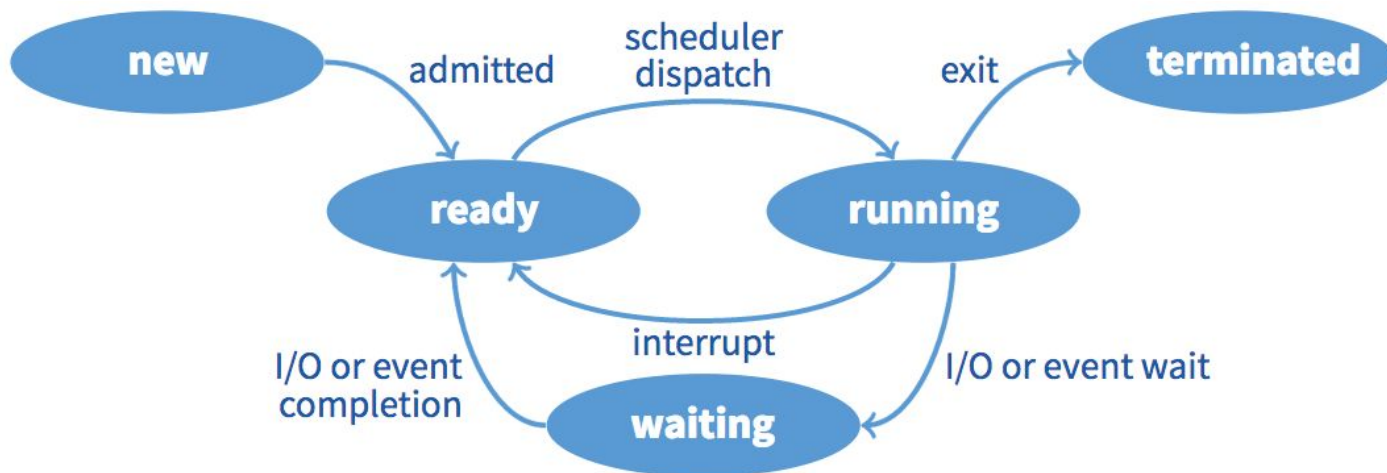 new
admitted
scheduler
dispatch
exit
terminated
ready
running
interrupt
I/O or event
completion
I/O or event wait
waiting